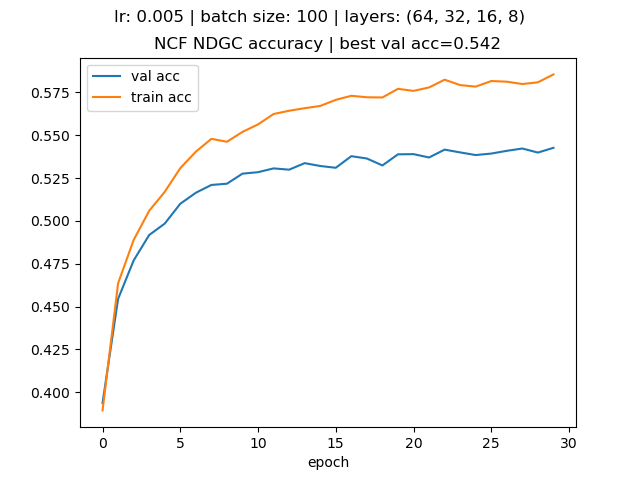 lr: 0.005 | batch size: 100 | layers: (64, 32, 16, 8)
NCF NDGC accuracy | best val acc=0.542
val acc
train acc
0.575
0.550
0.525
0.500
0.475
0.450
0.425
0.400
0 5 10 15 20 25 30
epoch